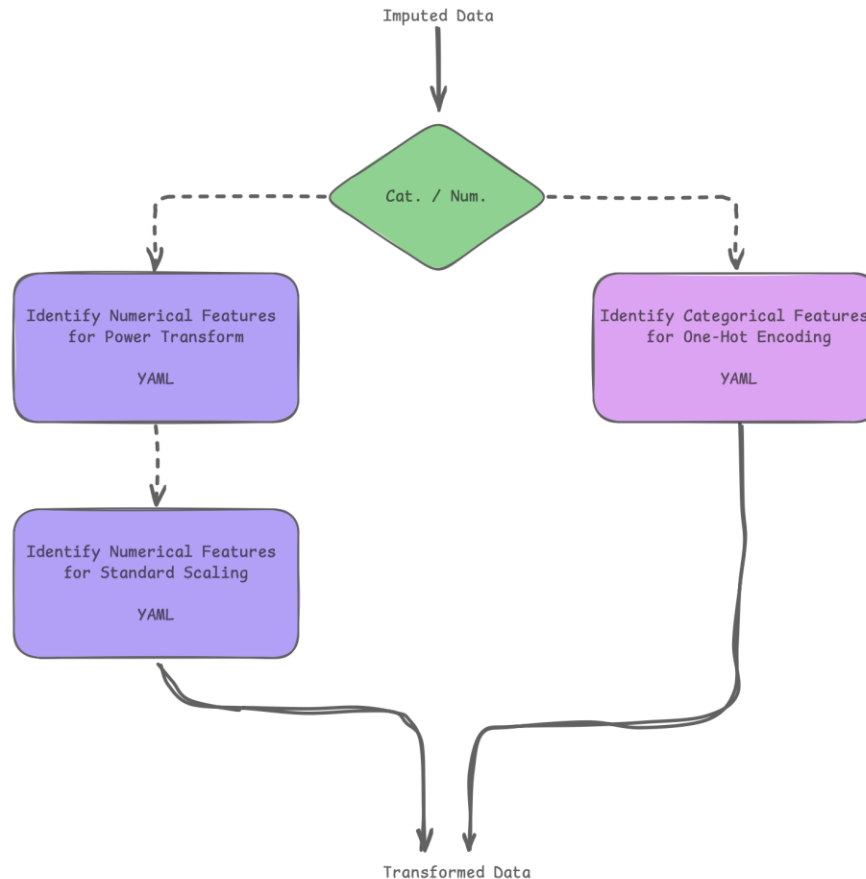 Imputed Data
Cat. / Num.
Identify Numerical Features
for Power Transform
YAML
Identify Categorical Features
for One-Hot Encoding
YAML
Identify Numerical Features
for Standard Scaling
YAML
Transformed Data